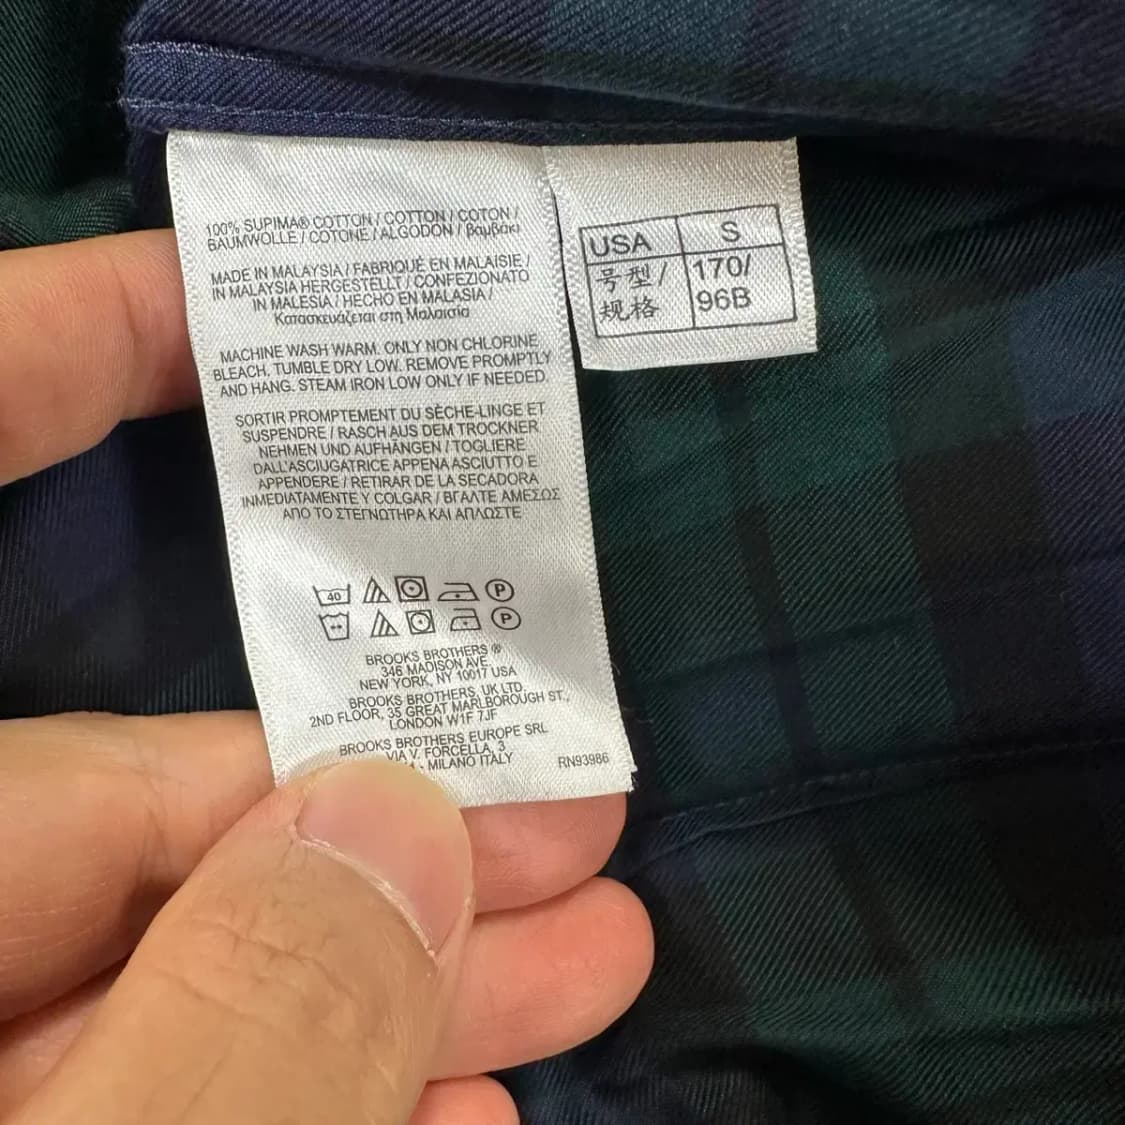 100% SUPIMA® COTTON / COTTON / COTON /
BAUMWOLLE / COTONE / ALGODON / βαμβακι
MADE IN MALAYSIA / FABRIQUÉ EN MALAISIE /
IN MALAYSIA HERGESTELLT / CONFEZIONATO
IN MALESIA / HECHO EN MALASIA /
Κατασκευάζεται στη Μαλαισία
MACHINE WASH WARM. ONLY NON CHLORINE
BLEACH. TUMBLE DRY LOW. REMOVE PROMPTLY
AND HANG. STEAM IRON LOW ONLY IF NEEDED.
SORTIR PROMPTEMENT DU SÈCHE-LINGE ET
SUSPENDRE / RASCH AUS DEM TROCKNER
NEHMEN UND AUFHÄNGEN / TOGLIERE
DALL'ASCIUGATRICE APPENA ASCIUTTO E
APPENDERE / RETIRAR DE LA SECADORA
INMEDIATAMENTE Y COLGAR / ΒΓΑΛΤΕ ΑΜΕΣΩΣ
ΑΠΟ ΤΟ ΣΤΕΓΝΩΤΗΡΑ ΚΑΙ ΑΠΛΩΣΤΕ
40 P
P
BROOKS BROTHERS ®
346 MADISON AVE,
NEW YORK, NY 10017 USA
BROOKS BROTHERS, UK LTD.
2ND FLOOR, 35 GREAT MARLBOROUGH ST.,
LONDON W1F 7JF
BROOKS BROTHERS EUROPE SRL
VIA V. FORCELLA, 3
- MILANO ITALY
RN93986
USA S
号型/ 170/
规格 96B